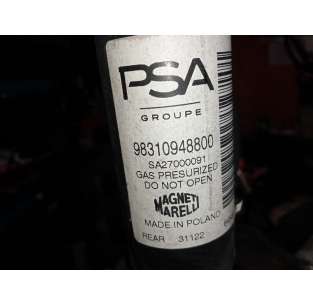 PSA
GROUPE
98310948800
SA27000091
GAS PRESURIZED
DO NOT OPEN
MAGNETI
MARELLI
MADE IN POLAND
REAR 31122